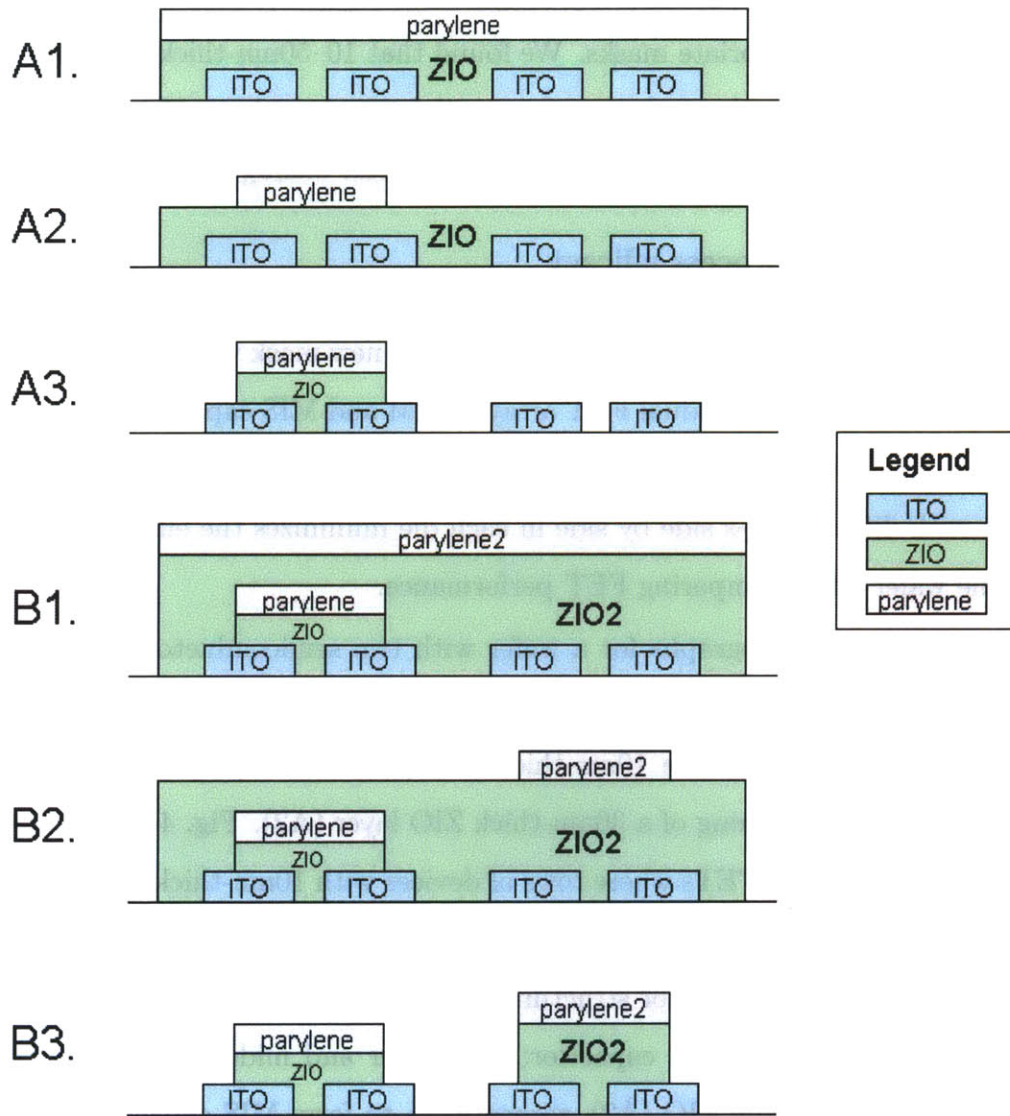 A1.
parylene
ZIO
ITO ITO ITO ITO
A2.
parylene
ZIO
ITO ITO ITO ITO
A3.
parylene
ZIO
ITO ITO ITO ITO
B1.
parylene2
parylene
ZIO ZIO2
ITO ITO ITO ITO
B2.
parylene2
parylene
ZIO ZIO2
ITO ITO ITO ITO
B3.
parylene2
parylene
ZIO2
ZIO
ITO ITO ITO ITO
Legend
ITO
ZIO
parylene